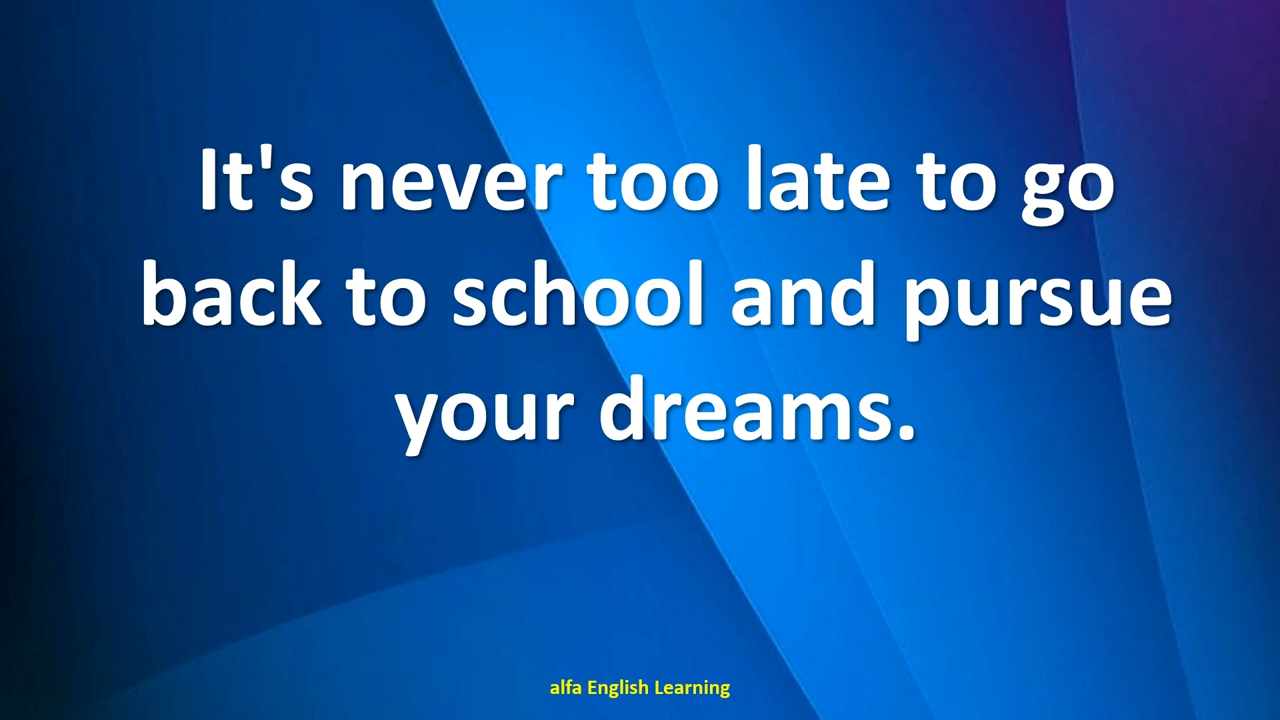 It's never too late to go
back to school and pursue
your dreams.
alfa English Learning